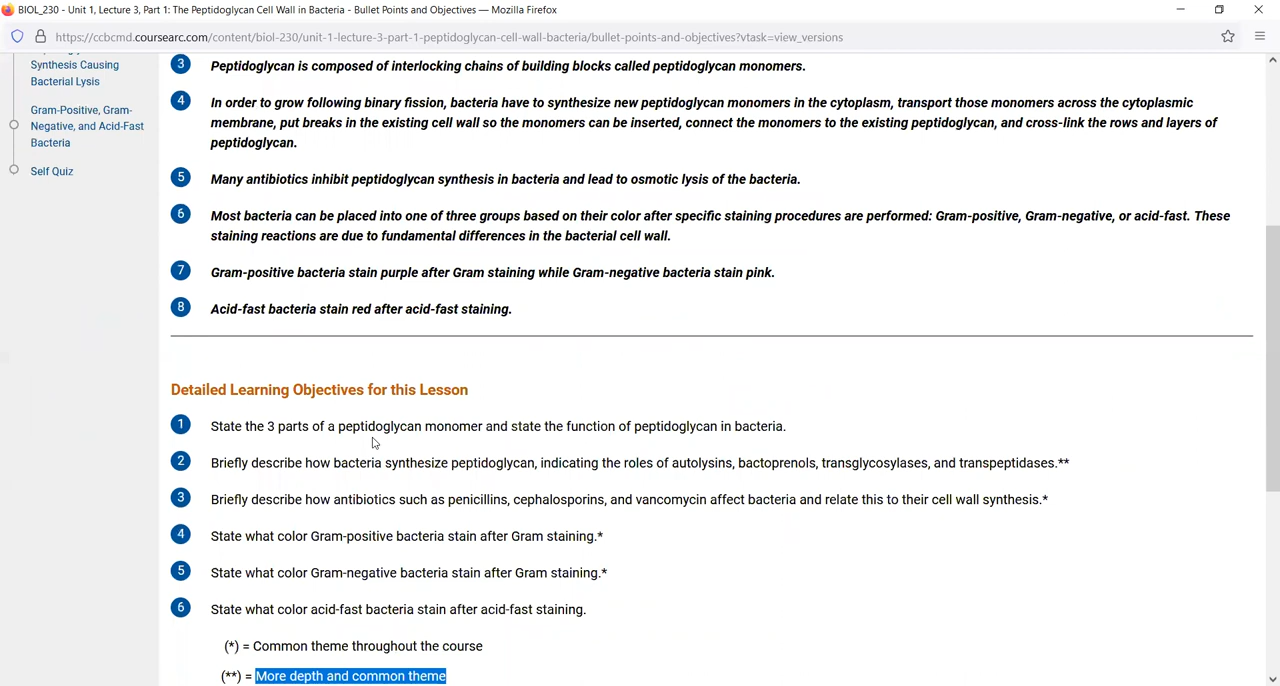 BIOL_230 - Unit 1, Lecture 3, Part 1: The Peptidoglycan Cell Wall in Bacteria - Bullet Points and Objectives — Mozilla Firefox
https://ccbcmd.coursearc.com/content/biol-230/unit-1-lecture-3-part-1-peptidoglycan-cell-wall-bacteria/bullet-points-and-objectives?vtask=view_versions
Synthesis Causing
Bacterial Lysis
Gram-Positive, Gram-
Negative, and Acid-Fast
Bacteria
Self Quiz
3 Peptidoglycan is composed of interlocking chains of building blocks called peptidoglycan monomers.
4 In order to grow following binary fission, bacteria have to synthesize new peptidoglycan monomers in the cytoplasm, transport those monomers across the cytoplasmic
membrane, put breaks in the existing cell wall so the monomers can be inserted, connect the monomers to the existing peptidoglycan, and cross-link the rows and layers of
peptidoglycan.
5 Many antibiotics inhibit peptidoglycan synthesis in bacteria and lead to osmotic lysis of the bacteria.
6 Most bacteria can be placed into one of three groups based on their color after specific staining procedures are performed: Gram-positive, Gram-negative, or acid-fast. These
staining reactions are due to fundamental differences in the bacterial cell wall.
7 Gram-positive bacteria stain purple after Gram staining while Gram-negative bacteria stain pink.
8 Acid-fast bacteria stain red after acid-fast staining.
Detailed Learning Objectives for this Lesson
1 State the 3 parts of a peptidoglycan monomer and state the function of peptidoglycan in bacteria.
2 Briefly describe how bacteria synthesize peptidoglycan, indicating the roles of autolysins, bactoprenols, transglycosylases, and transpeptidases.**
3 Briefly describe how antibiotics such as penicillins, cephalosporins, and vancomycin affect bacteria and relate this to their cell wall synthesis.*
4 State what color Gram-positive bacteria stain after Gram staining.*
5 State what color Gram-negative bacteria stain after Gram staining.*
6 State what color acid-fast bacteria stain after acid-fast staining.
(*) = Common theme throughout the course
(**) = More depth and common theme